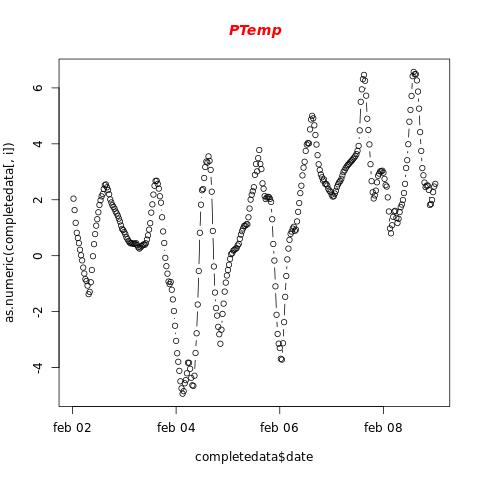 PTemp
as.numeric(completedata[, i])
6
4
2
0
-2
-4
feb 02 feb 04 feb 06 feb 08
completedata$date